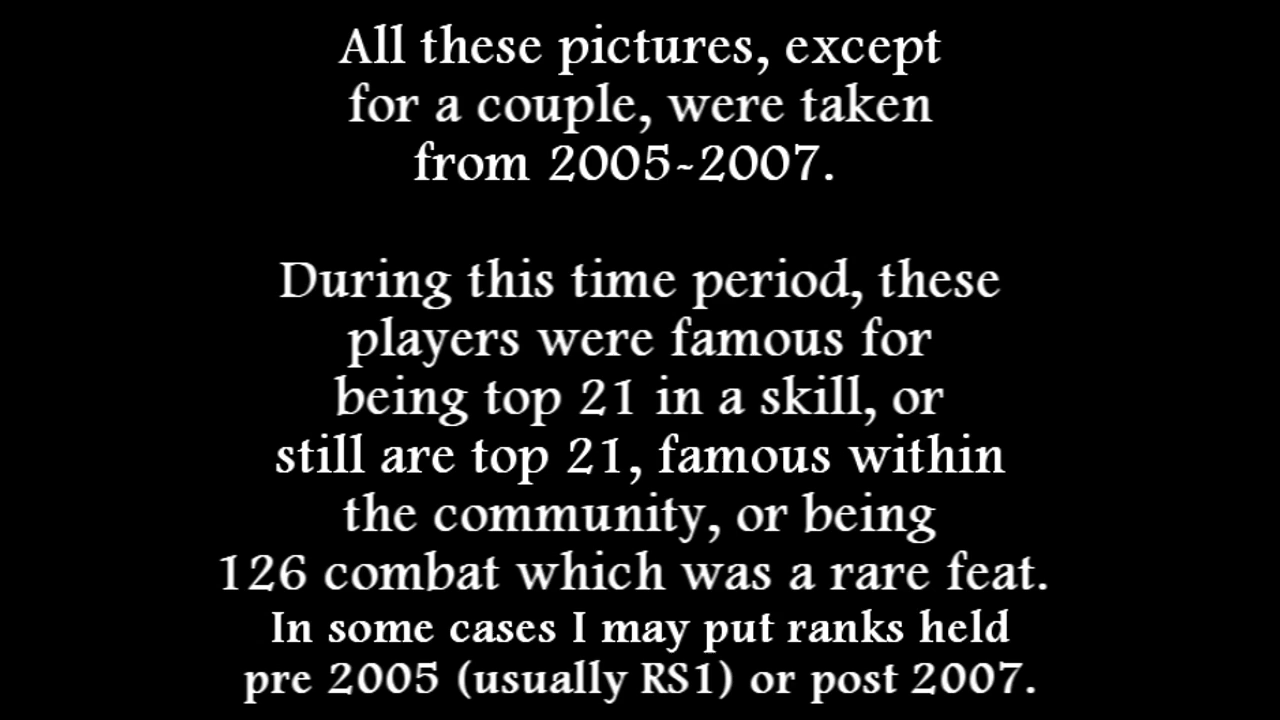 All these pictures, except
for a couple, were taken
from 2005-2007.
During this time period, these
players were famous for
being top 21 in a skill, or
still are top 21, famous within
the community, or being
126 combat which was a rare feat.
In some cases I may put ranks held
pre 2005 (usually RS1) or post 2007.